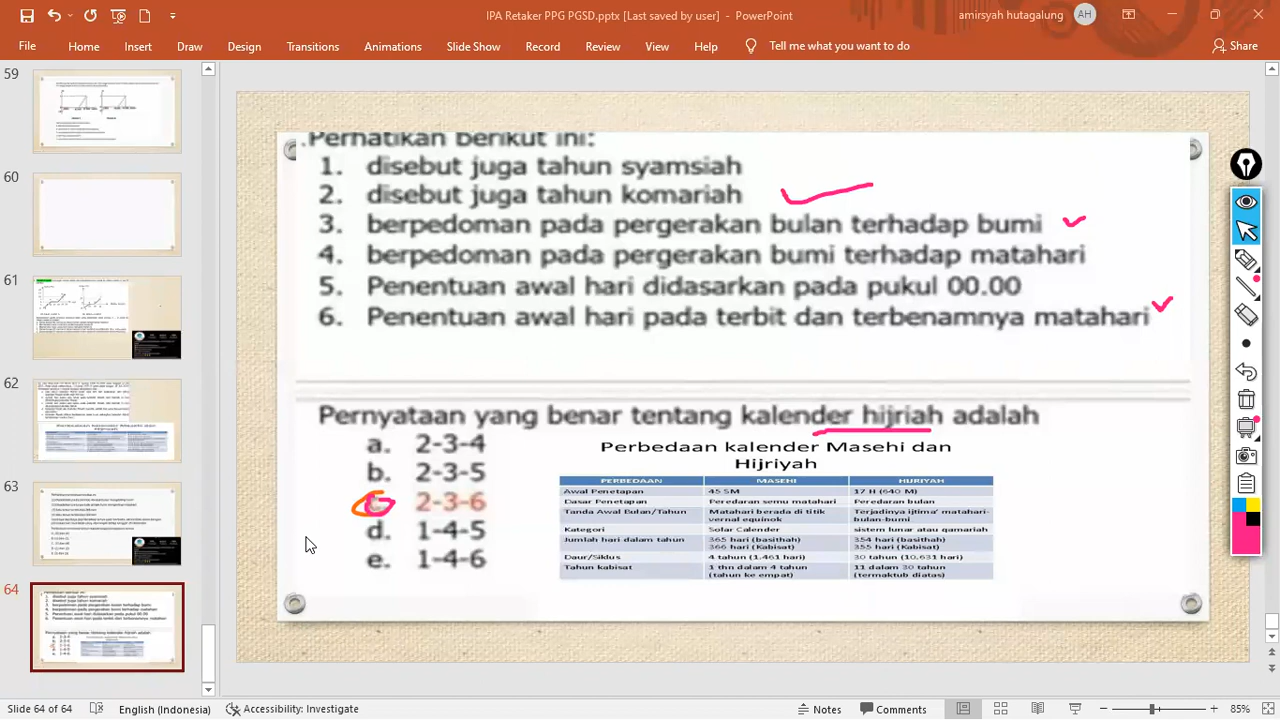 IPA Retaker PPG PGSD.pptx [Last saved by user] - PowerPoint
amirsyah hutagalung AH
File Home Insert Draw Design Transitions Animations Slide Show Record Review View Help Tell me what you want to do Share
59
60
61
62
63
64
.Perhatikan berikut ini:
1. disebut juga tahun syamsiah
2. disebut juga tahun komariah
3. berpedoman pada pergerakan bulan terhadap bumi
4. berpedoman pada pergerakan bumi terhadap matahari
5. Penentuan awal hari didasarkan pada pukul 00.00
6. Penentuan awal hari pada terbit dan terbenamnya matahari
Pernyataan yang benar tentang kalender hijriah adalah
a. 2-3-4
b. 2-3-5
c. 2-3-6
d. 1-4-5
e. 1-4-6
Perbedaan kalender Masehi dan
Hijriyah
PERBEDAAN MASEHI HIJRIYAH
Awal Penetapan 45 SM 17 H (640 M)
Dasar Penetapan Peredaran semu matahari Peredaran bulan
Tanda Awal Bulan/Tahun Matahari beradadi titik vernal equinok Terjadinya ijtima' matahari-bulan-bumi
Kategori Solar Calender sistem lunar atau qamariah
Jumlah hari dalam tahun 365 hari (basithah) 366 hari (Kabisat) 354 hari (basithah) 355 hari (Kabisat)
Daur/Siklus 4 tahun (1.461 hari) 30 tahun (10.631 hari)
Tahun kabisat 1 thn dalam 4 tahun (tahun ke empat) 11 dalam 30 tahun (termaktub diatas)
Slide 64 of 64 English (Indonesia) Accessibility: Investigate Notes Comments 85%